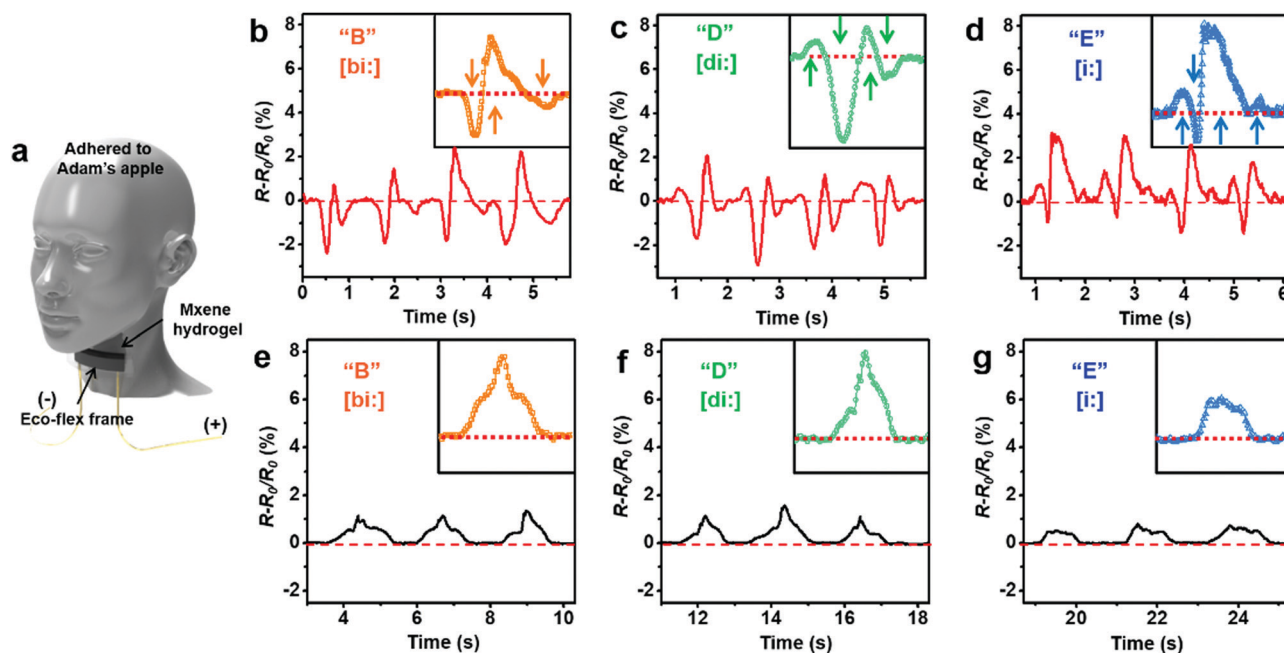 a
Adhered to
Adam's apple
Mxene
hydrogel
(-)
Eco-flex frame
(+)
b
"B"
[bi:]
R-R0/R0 (%)
8
6
4
2
0
-2
0 1 2 3 4 5
Time (s)
c
"D"
[di:]
R-R0/R0 (%)
8
6
4
2
0
-2
1 2 3 4 5
Time (s)
d
"E"
[i:]
R-R0/R0 (%)
8
6
4
2
0
-2
1 2 3 4 5 6
Time (s)
e
"B"
[bi:]
R-R0/R0 (%)
8
6
4
2
0
-2
4 6 8 10
Time (s)
f
"D"
[di:]
R-R0/R0 (%)
8
6
4
2
0
-2
12 14 16 18
Time (s)
g
"E"
[i:]
R-R0/R0 (%)
8
6
4
2
0
-2
20 22 24
Time (s)